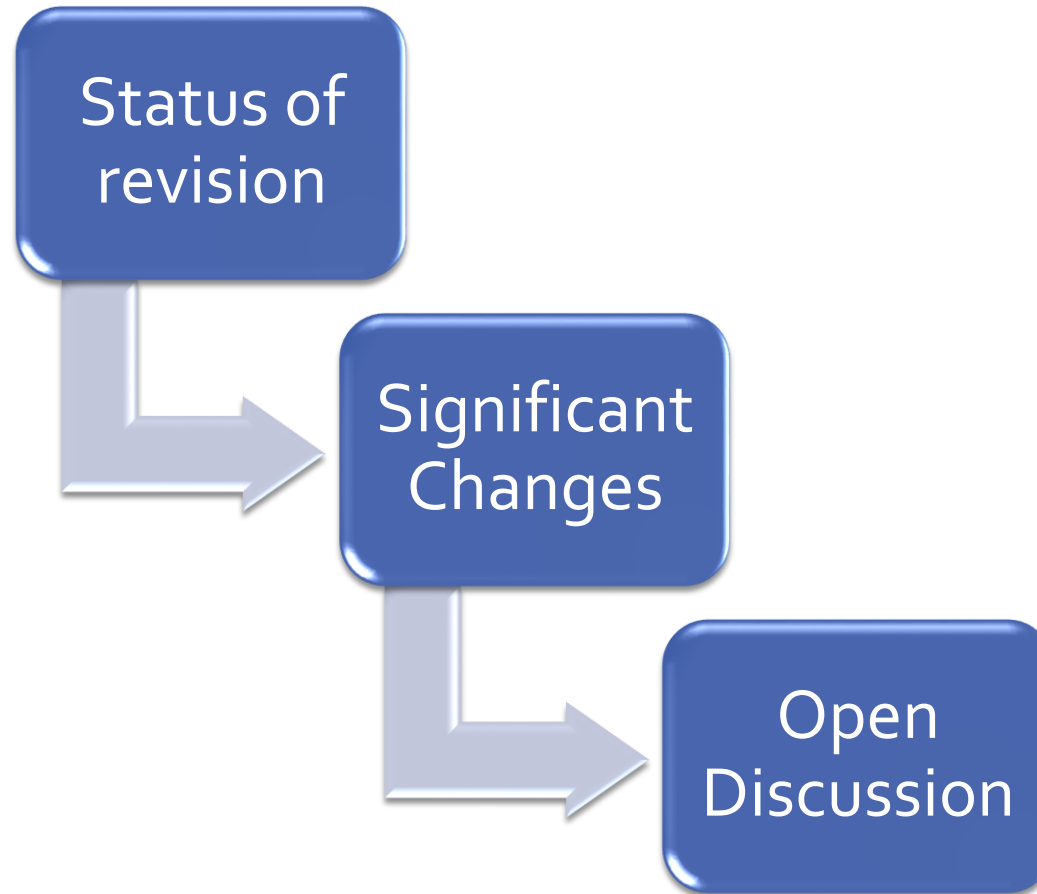 Status of
revision
Significant
Changes
Open
Discussion